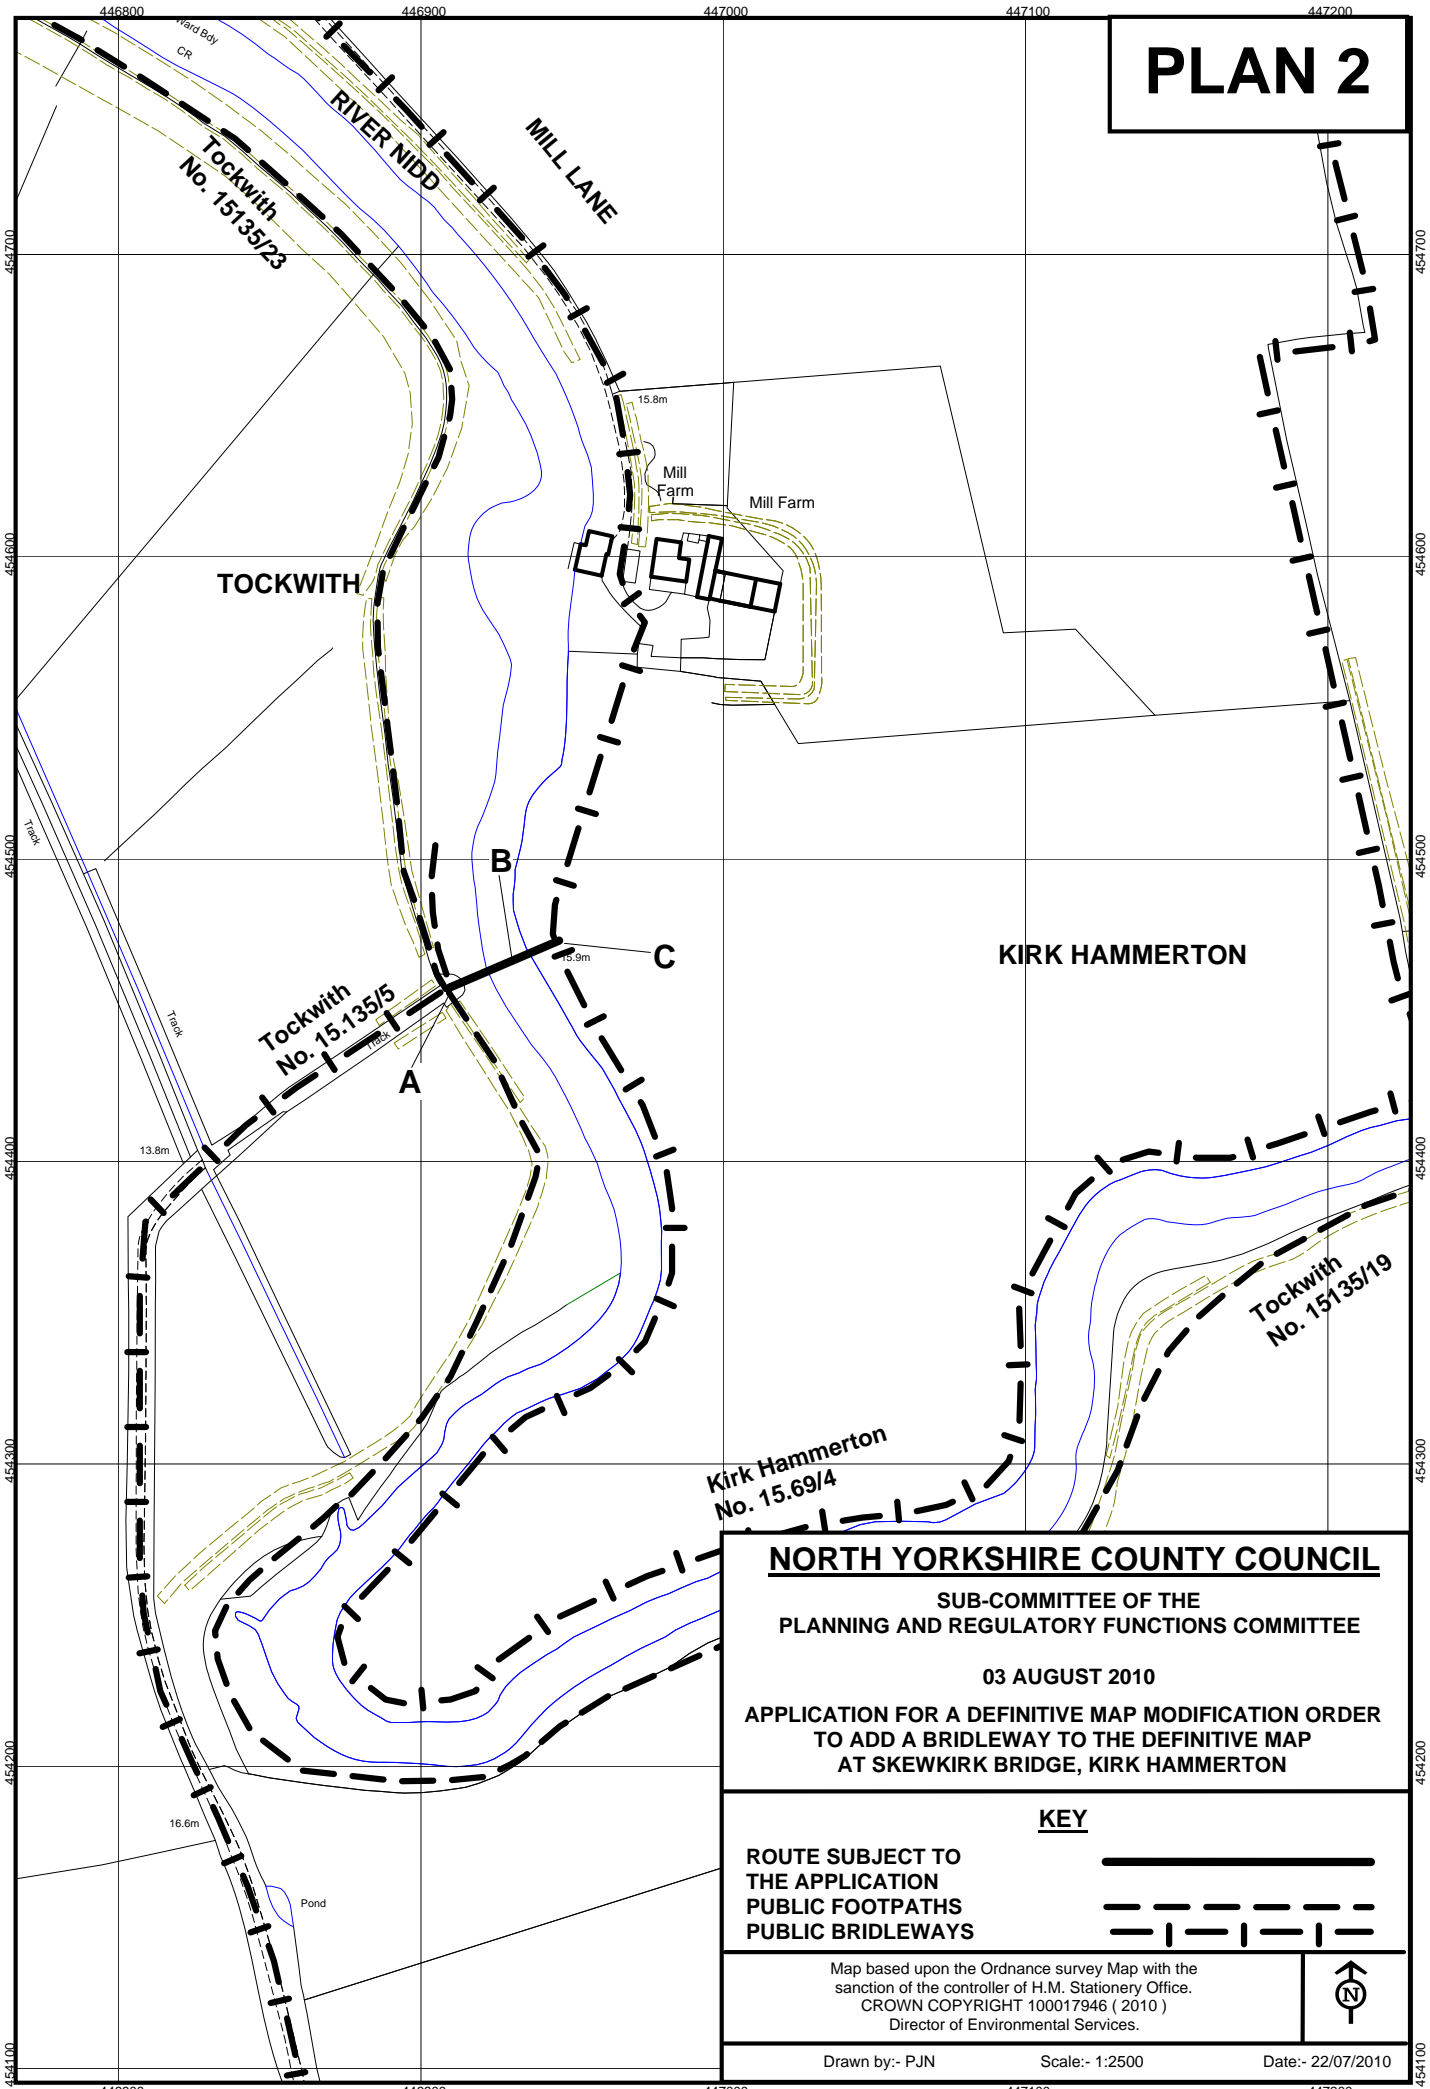 446800
446900
447000
447100
447200
PLAN 2
Ward Bdy
CR
RIVER NIDD
MILL LANE
Tockwith
No. 15135/23
454700
454700
15.8m
Mill
Farm
Mill Farm
454600
454600
TOCKWITH
Track
454500
454500
B
C
15.9m
KIRK HAMMERTON
Tockwith
No. 15.135/5
Track
Track
A
13.8m
454400
454400
Tockwith
No. 15135/19
454300
454300
Kirk Hammerton
No. 15.69/4
NORTH YORKSHIRE COUNTY COUNCIL
SUB-COMMITTEE OF THE
PLANNING AND REGULATORY FUNCTIONS COMMITTEE
03 AUGUST 2010
APPLICATION FOR A DEFINITIVE MAP MODIFICATION ORDER
TO ADD A BRIDLEWAY TO THE DEFINITIVE MAP
AT SKEWKIRK BRIDGE, KIRK HAMMERTON
454200
454200
16.6m
Pond
KEY
ROUTE SUBJECT TO
THE APPLICATION
PUBLIC FOOTPATHS
PUBLIC BRIDLEWAYS
Map based upon the Ordnance survey Map with the
sanction of the controller of H.M. Stationery Office.
CROWN COPYRIGHT 100017946 ( 2010 )
Director of Environmental Services.
N
Drawn by:- PJN
Scale:- 1:2500
Date:- 22/07/2010
454100
454100